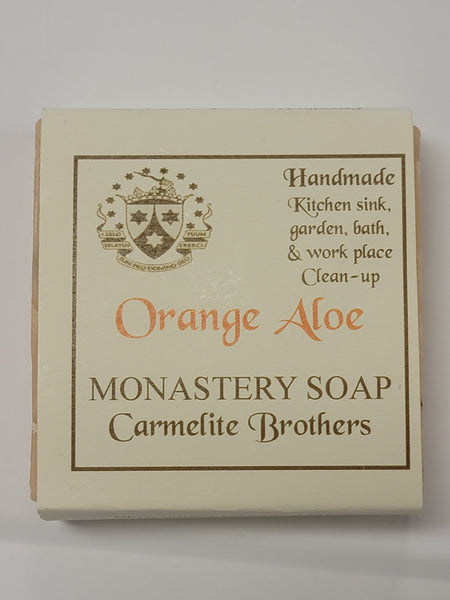 Handmade
Kitchen sink,
garden, bath,
& work place
Clean-up
Orange Aloe
MONASTERY SOAP
Carmelite Brothers